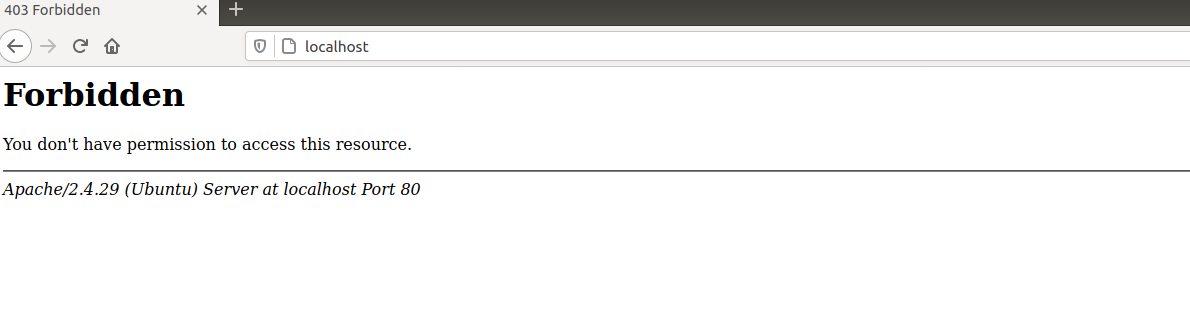 403 Forbidden
localhost
Forbidden
You don't have permission to access this resource.
Apache/2.4.29 (Ubuntu) Server at localhost Port 80